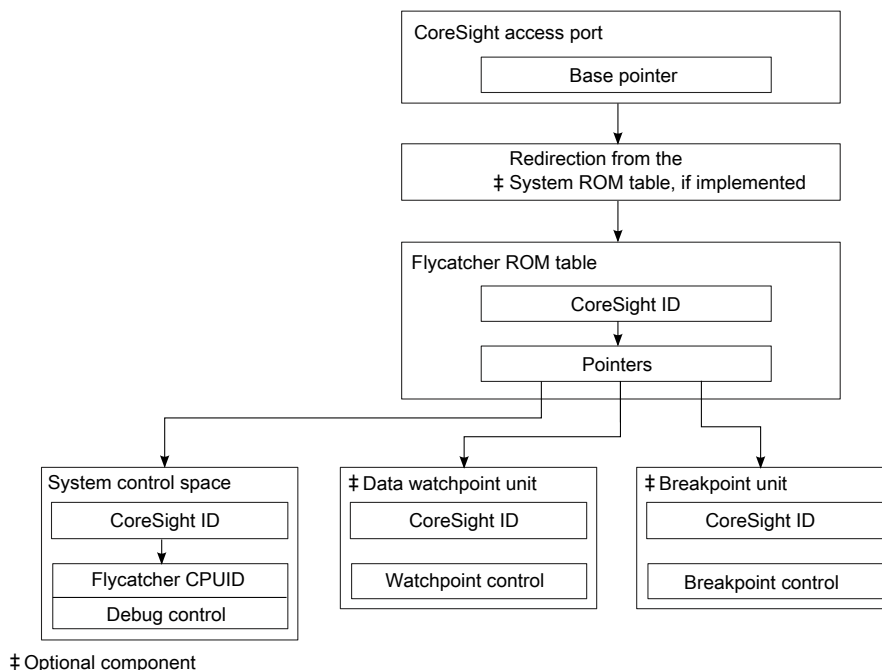 CoreSight access port
Base pointer
Redirection from the
‡ System ROM table, if implemented
Flycatcher ROM table
CoreSight ID
Pointers
System control space
CoreSight ID
Flycatcher CPUID
Debug control
‡ Data watchpoint unit
CoreSight ID
Watchpoint control
‡ Breakpoint unit
CoreSight ID
Breakpoint control
‡ Optional component